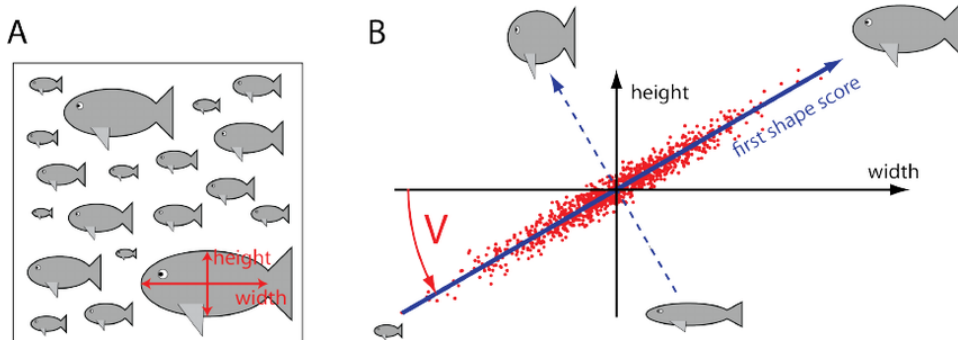 A
height
width
B
height
first shape score
width
V